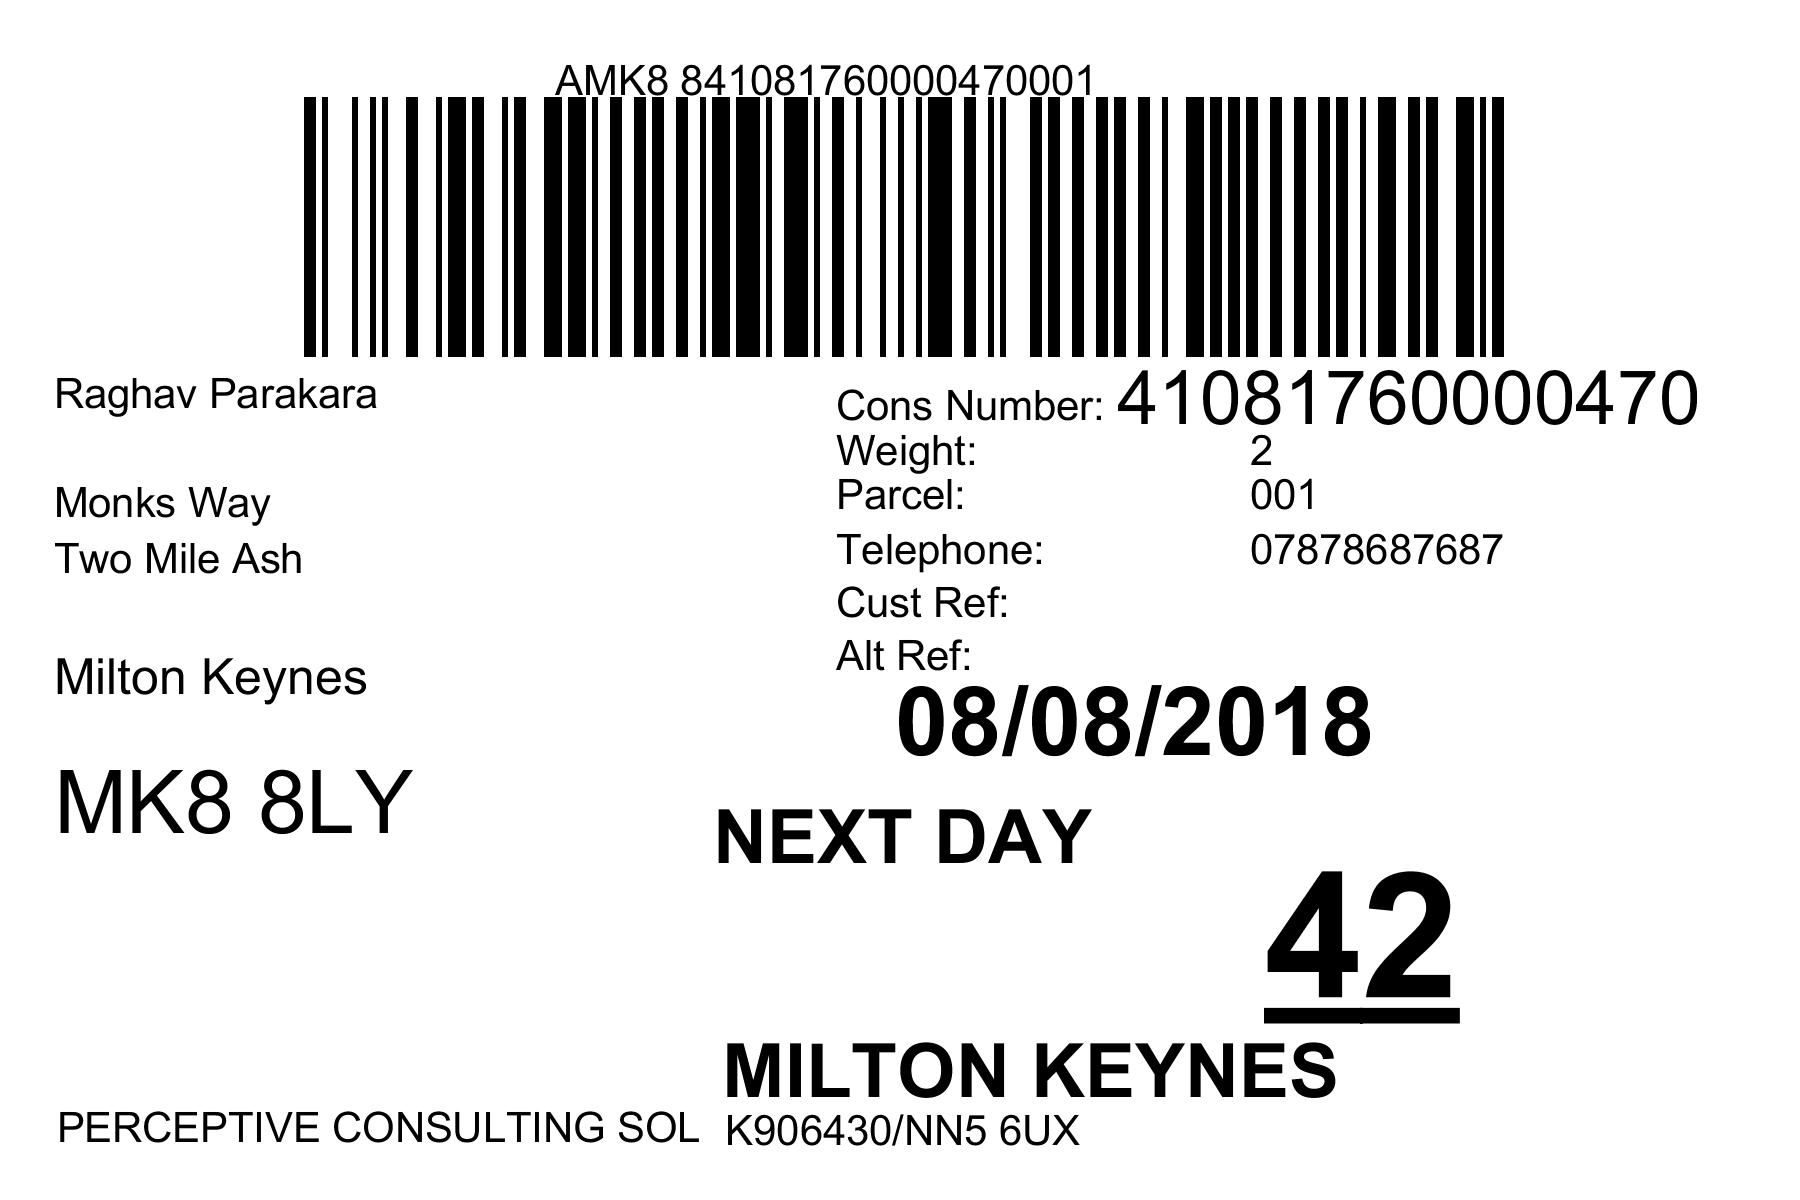 AMK8 841081760000470001
Raghav Parakara
Monks Way
Two Mile Ash
Milton Keynes
MK8 8LY
Cons Number: 41081760000470
Weight: 2
Parcel: 001
Telephone: 07878687687
Cust Ref:
Alt Ref:
08/08/2018
NEXT DAY
42
MILTON KEYNES
PERCEPTIVE CONSULTING SOL K906430/NN5 6UX